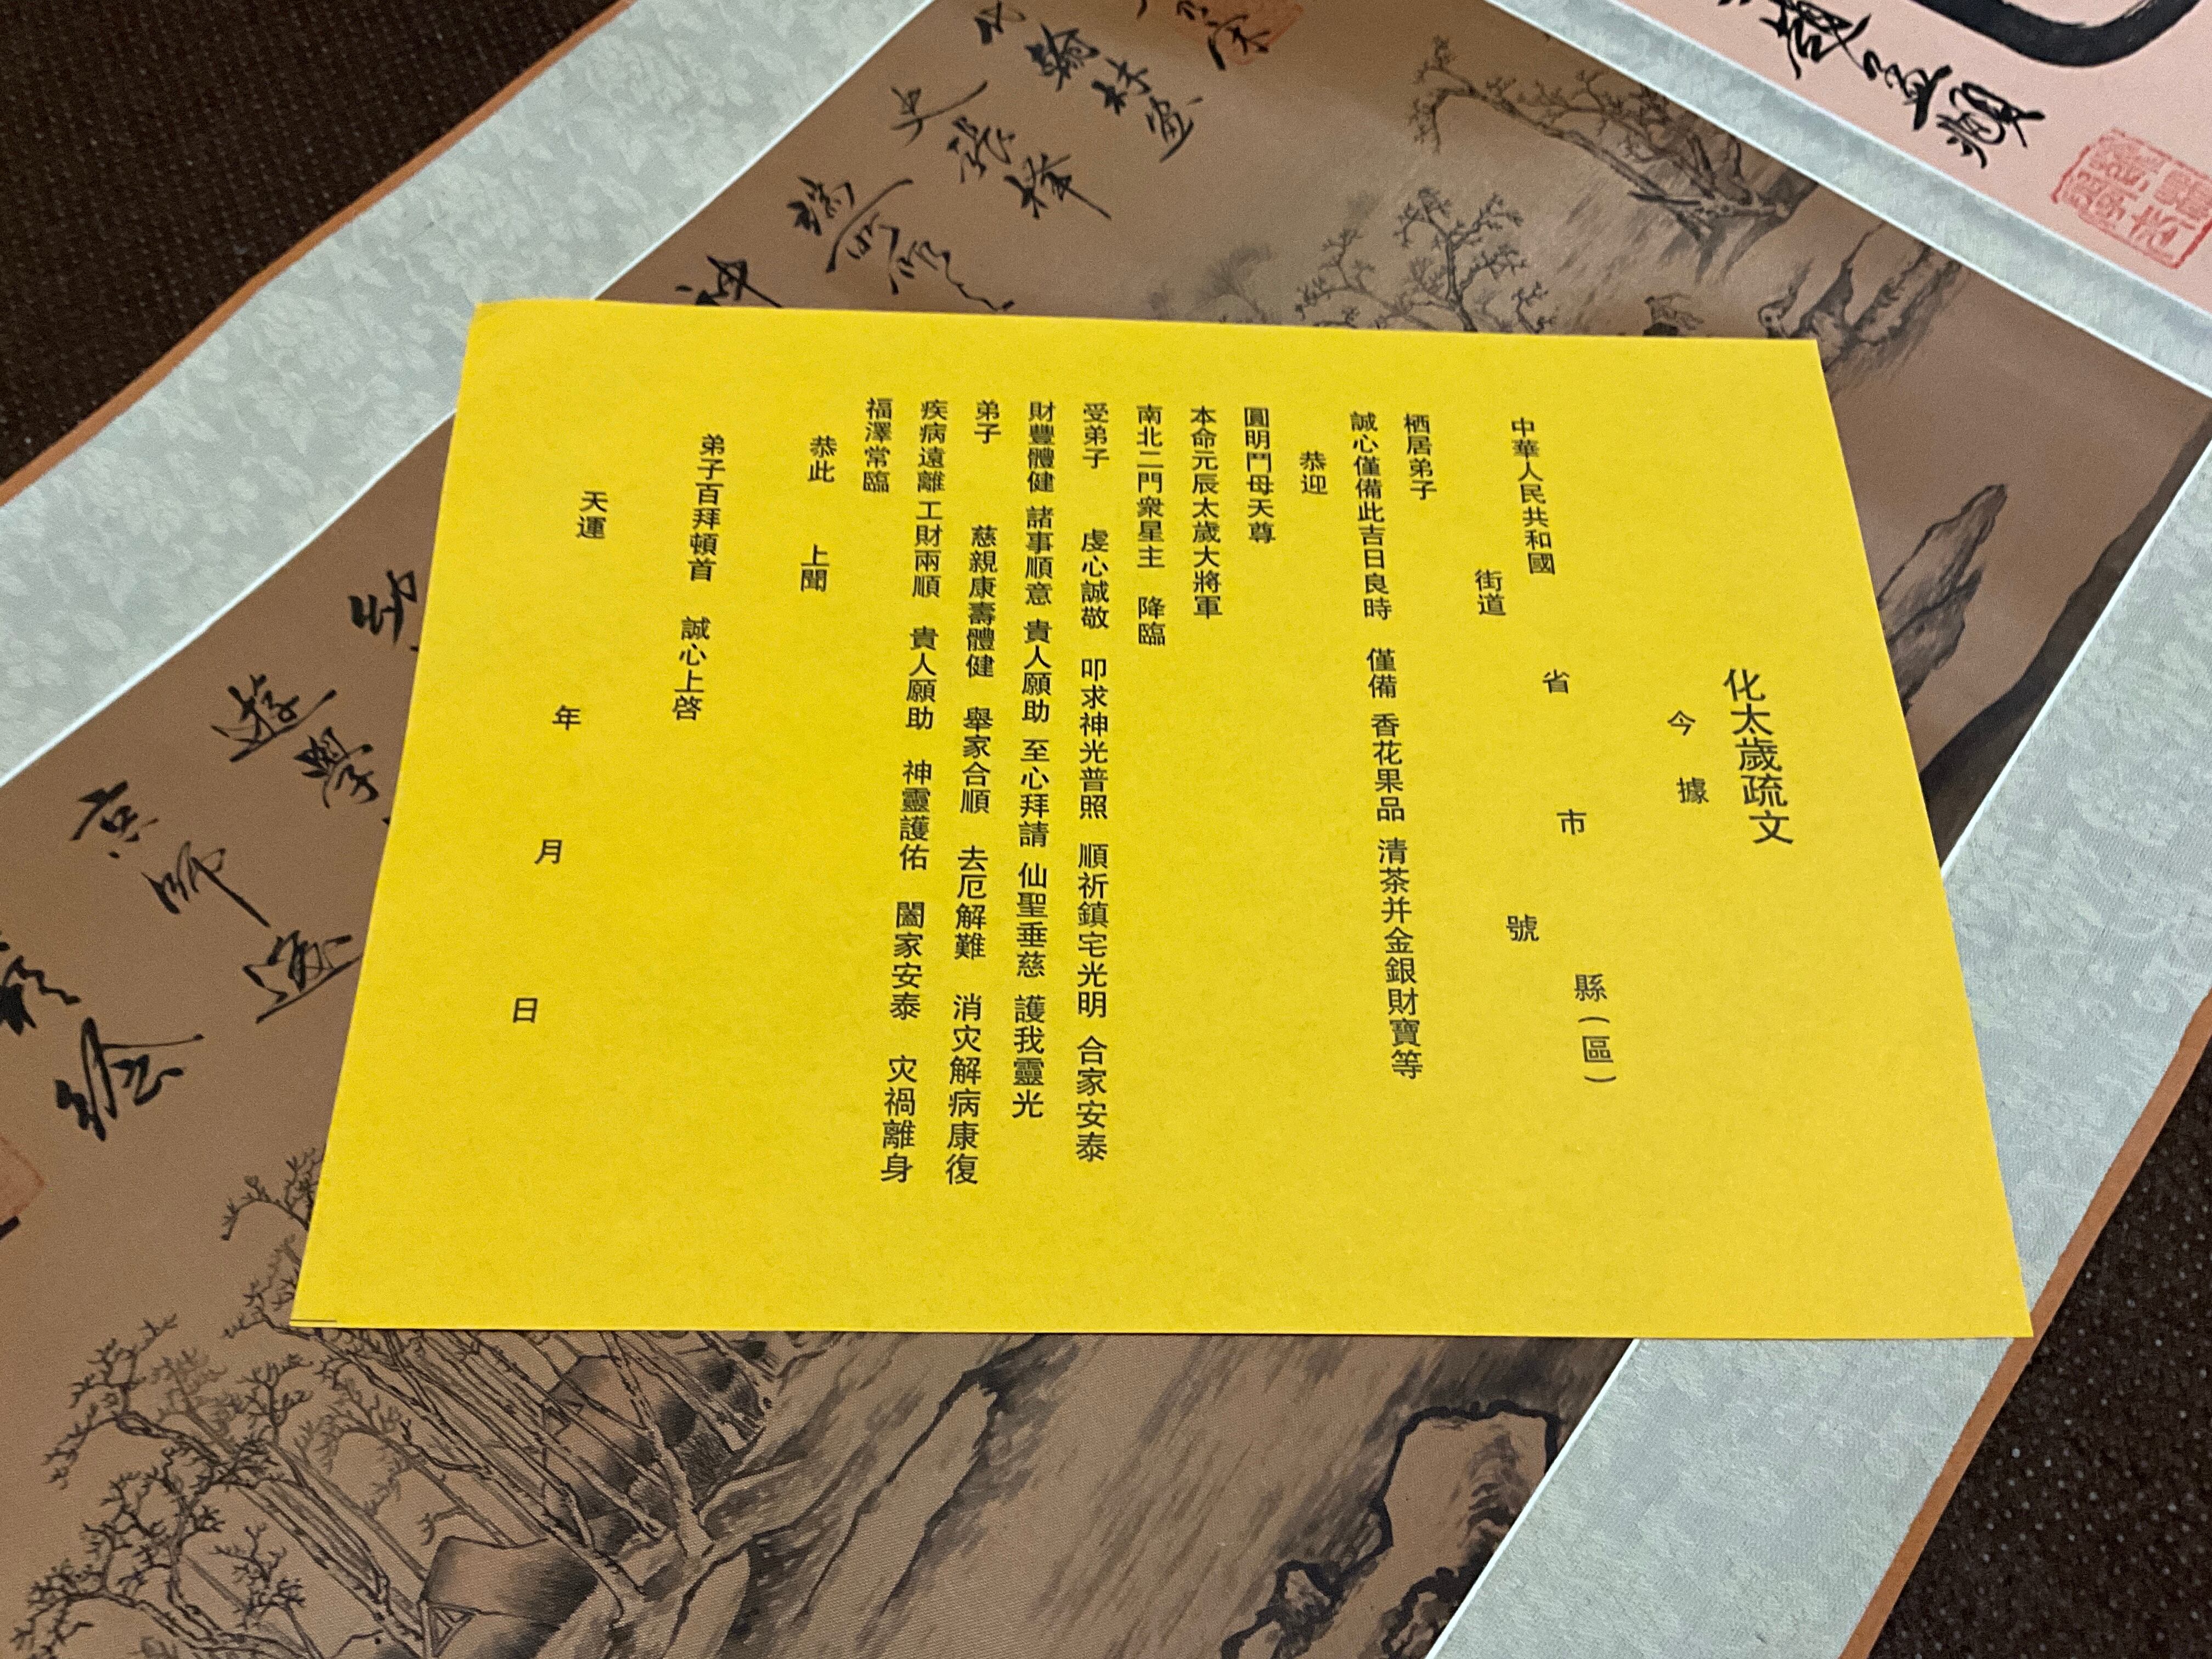 化太歲疏文
今據
中華人民共和國 省 市 縣(區)
街道 號
栖居弟子
誠心僅備此吉日良時 僅備 香花果品 清茶并金銀財寶等
恭迎
圓明鬥母天尊
本命元辰太歲大將軍
南北二門衆星主 降臨
受弟子 虔心誠敬 叩求神光普照 順祈鎮宅光明 合家安泰
財豐體健 諸事順意 貴人願助 至心拜請 仙聖垂慈 護我靈光
弟子 慈親康壽體健 舉家合順 去厄解難 消灾解病康復
疾病遠離 工財兩順 貴人願助 神靈護佑 闔家安泰 灾禍離身
福澤常臨
恭此 上聞
弟子百拜頓首 誠心上啓
天運 年 月 日